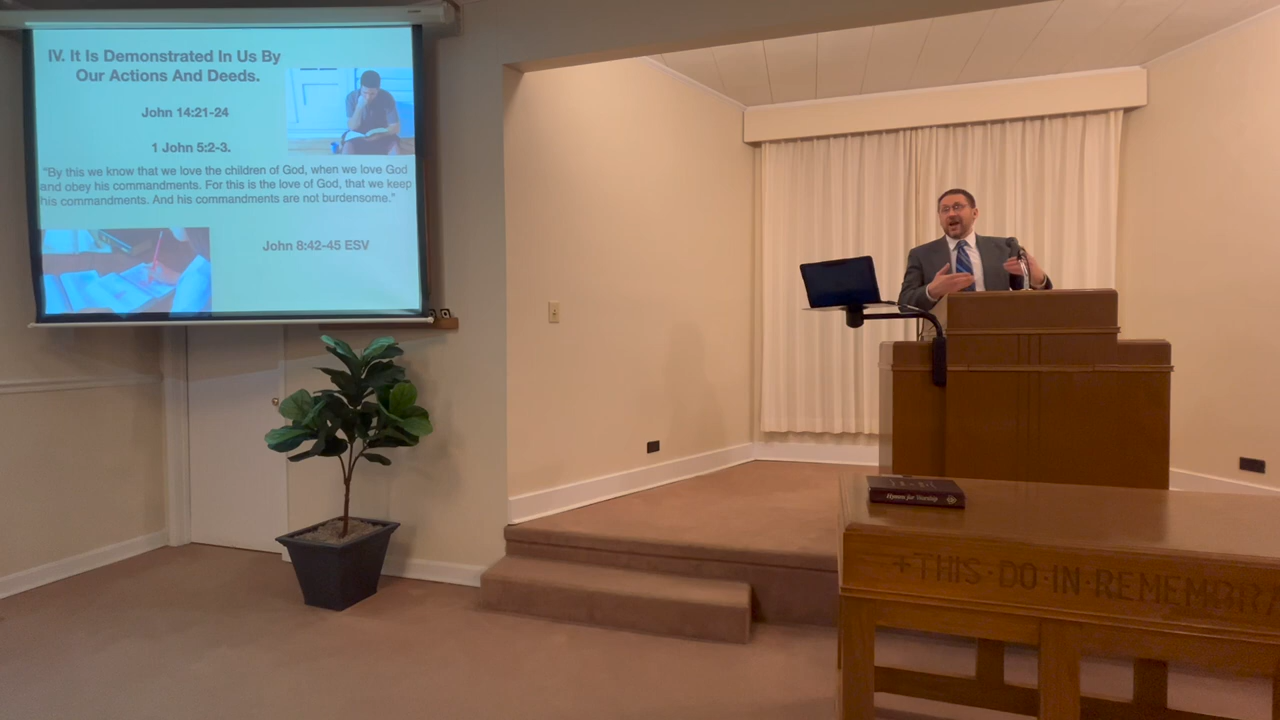 IV. It Is Demonstrated In Us By
Our Actions And Deeds.
John 14:21-24
1 John 5:2-3.
"By this we know that we love the children of God, when we love God
and obey his commandments. For this is the love of God, that we keep
his commandments. And his commandments are not burdensome."
John 8:42-45 ESV
Hymns for Worship
+THIS·DO·IN·REMEMBRA